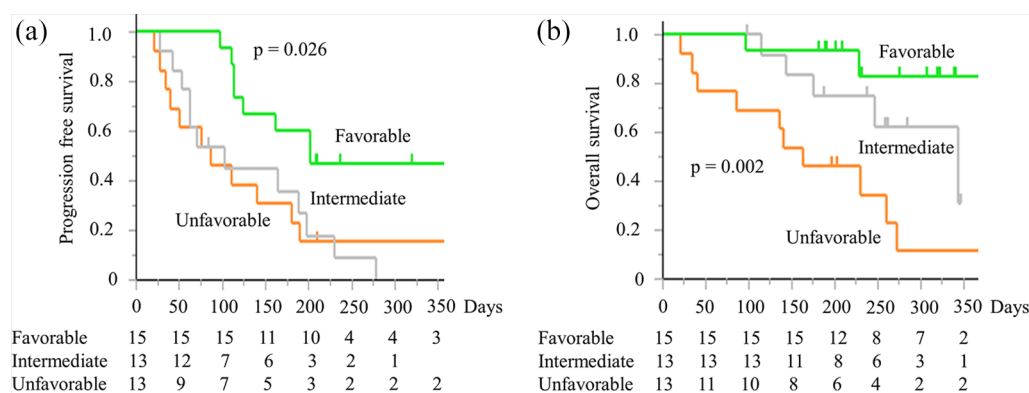 (a)
Progression free survival
1.0
0.8
0.6
0.4
0.2
0
p = 0.026
Favorable
Intermediate
Unfavorable
0 50 100 150 200 250 300 350 Days
Favorable 15 15 15 11 10 4 4 3
Intermediate 13 12 7 6 3 2 1
Unfavorable 13 9 7 5 3 2 2 2
(b)
Overall survival
1.0
0.8
0.6
0.4
0.2
0
Favorable
Intermediate
p = 0.002
Unfavorable
0 50 100 150 200 250 300 350 Days
Favorable 15 15 15 15 12 8 7 2
Intermediate 13 13 13 11 8 6 3 1
Unfavorable 13 11 10 8 6 4 2 2